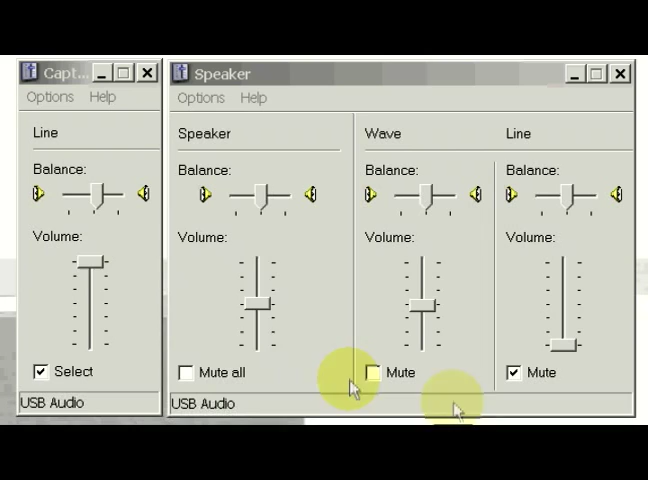 Capt...
Options Help
Line
Balance:
Volume:
Select
USB Audio
Speaker
Options Help
Speaker
Balance:
Volume:
Mute all
Wave
Balance:
Volume:
Mute
Line
Balance:
Volume:
Mute
USB Audio